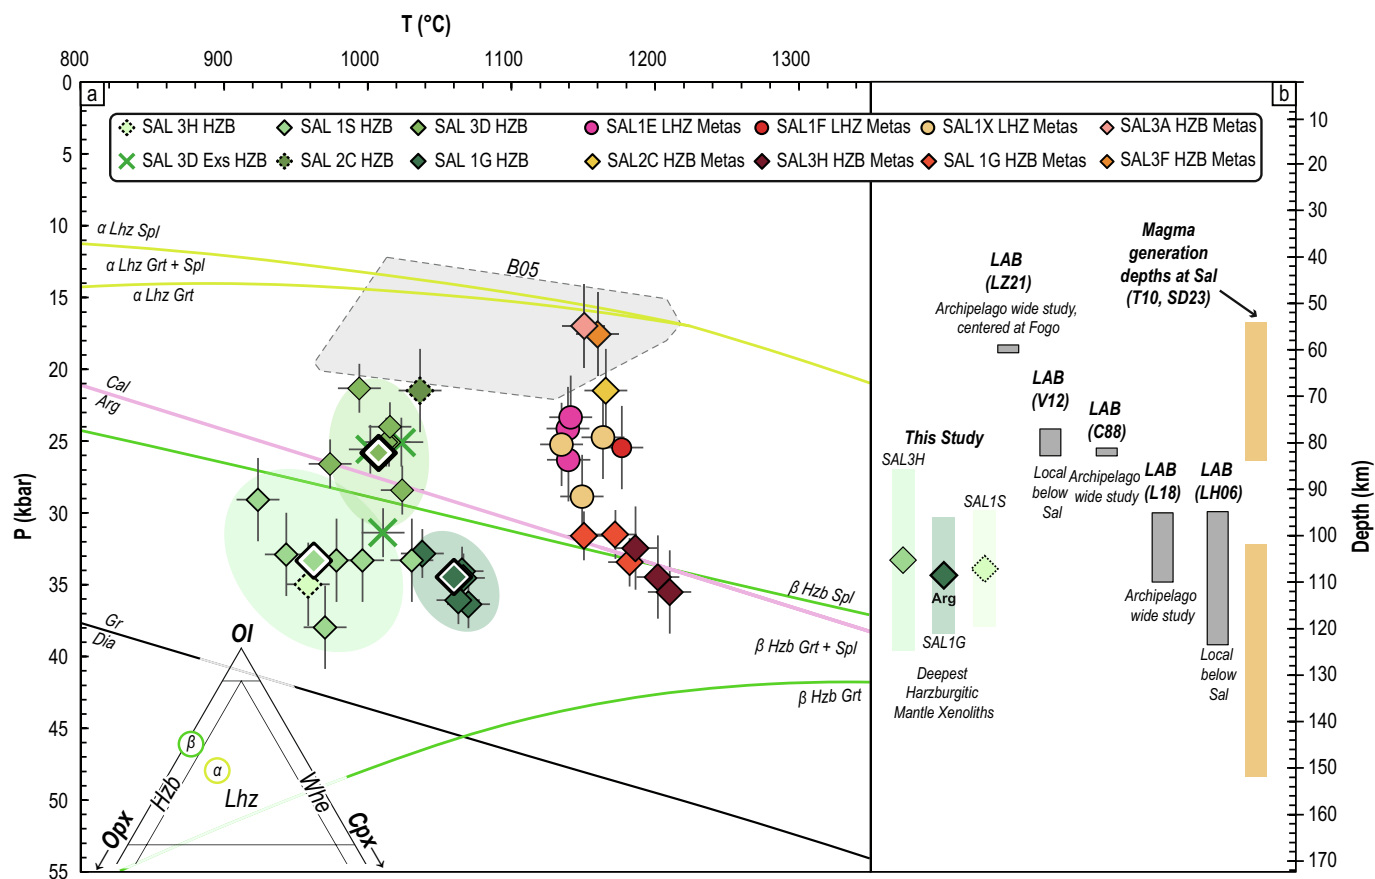 T (°C)
800
900
1000
1100
1200
1300
0
5
10
15
20
25
30
35
40
45
50
55
P (kbar)
a
b
SAL 3H HZB
SAL 1S HZB
SAL 3D HZB
SAL1E LHZ Metas
SAL1F LHZ Metas
SAL1X LHZ Metas
SAL3A HZB Metas
SAL 3D Exs HZB
SAL 2C HZB
SAL 1G HZB
SAL2C HZB Metas
SAL3H HZB Metas
SAL 1G HZB Metas
SAL3F HZB Metas
α Lhz Spl
α Lhz Grt + Spl
α Lhz Grt
B05
Cal
Arg
β Hzb Spl
β Hzb Grt + Spl
β Hzb Grt
Gr
Dia
Ol
β
α
Hzb
Lhz
Whe
Opx
Cpx
Magma
generation
depths at Sal
(T10, SD23)
LAB
(LZ21)
Archipelago wide study,
centered at Fogo
LAB
(V12)
Local
below
Sal
LAB
(C88)
Archipelago
wide study
LAB
(L18)
Archipelago
wide study
LAB
(LH06)
Local
below
Sal
This Study
SAL3H
SAL1S
Arg
SAL1G
Deepest
Harzburgitic
Mantle Xenoliths
10
20
30
40
50
60
70
80
90
100
110
120
130
140
150
160
170
Depth (km)